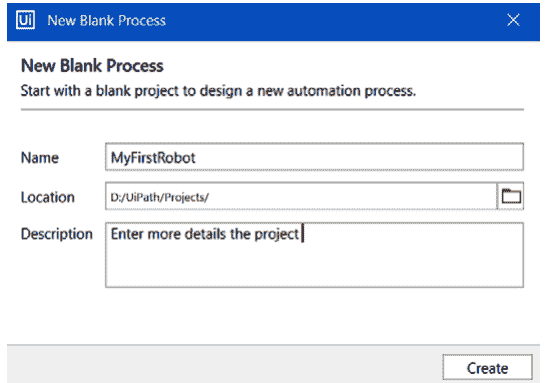 Ui New Blank Process
New Blank Process
Start with a blank project to design a new automation process.
Name MyFirstRobot
Location D:/UiPath/Projects/
Description Enter more details the project
Create